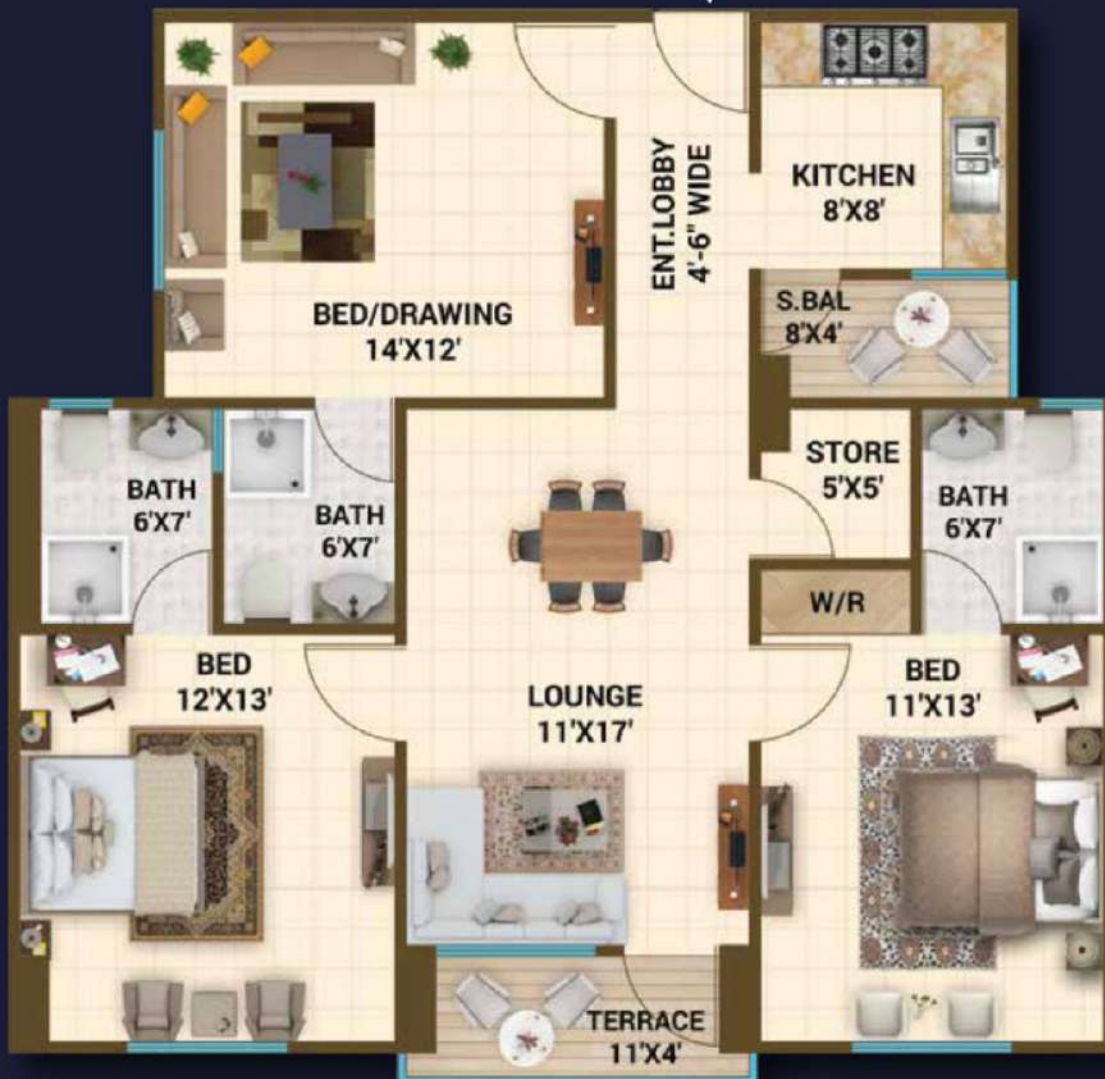 ENT.LOBBY
4'-6" WIDE
KITCHEN
8'X8'
BED/DRAWING
14'X12'
S.BAL
8'X4'
BATH
6'X7'
BATH
6'X7'
STORE
5'X5'
BATH
6'X7'
W/R
BED
12'X13'
LOUNGE
11'X17'
BED
11'X13'
TERRACE
11'X4'